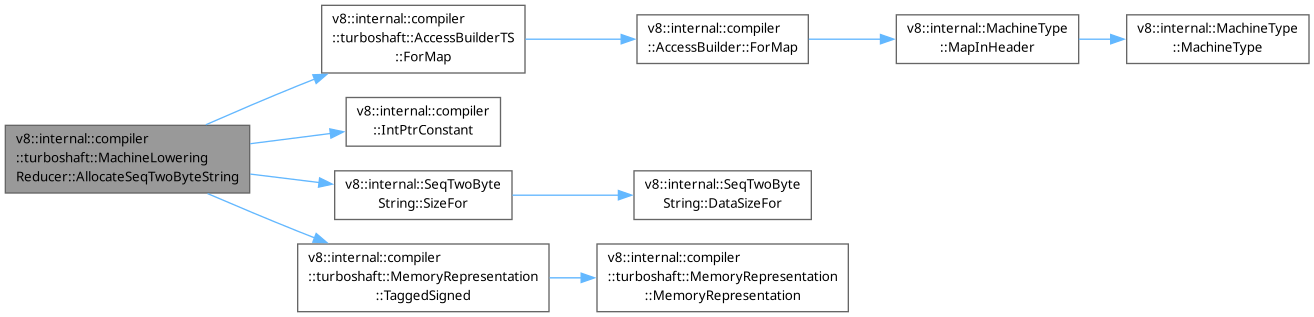 v8::internal::compiler
::turboshaft::MachineLowering
Reducer::AllocateSeqTwoByteString
v8::internal::compiler
::turboshaft::AccessBuilderTS
::ForMap
v8::internal::compiler
::AccessBuilder::ForMap
v8::internal::MachineType
::MapInHeader
v8::internal::MachineType
::MachineType
v8::internal::compiler
::IntPtrConstant
v8::internal::SeqTwoByte
String::SizeFor
v8::internal::SeqTwoByte
String::DataSizeFor
v8::internal::compiler
::turboshaft::MemoryRepresentation
::TaggedSigned
v8::internal::compiler
::turboshaft::MemoryRepresentation
::MemoryRepresentation